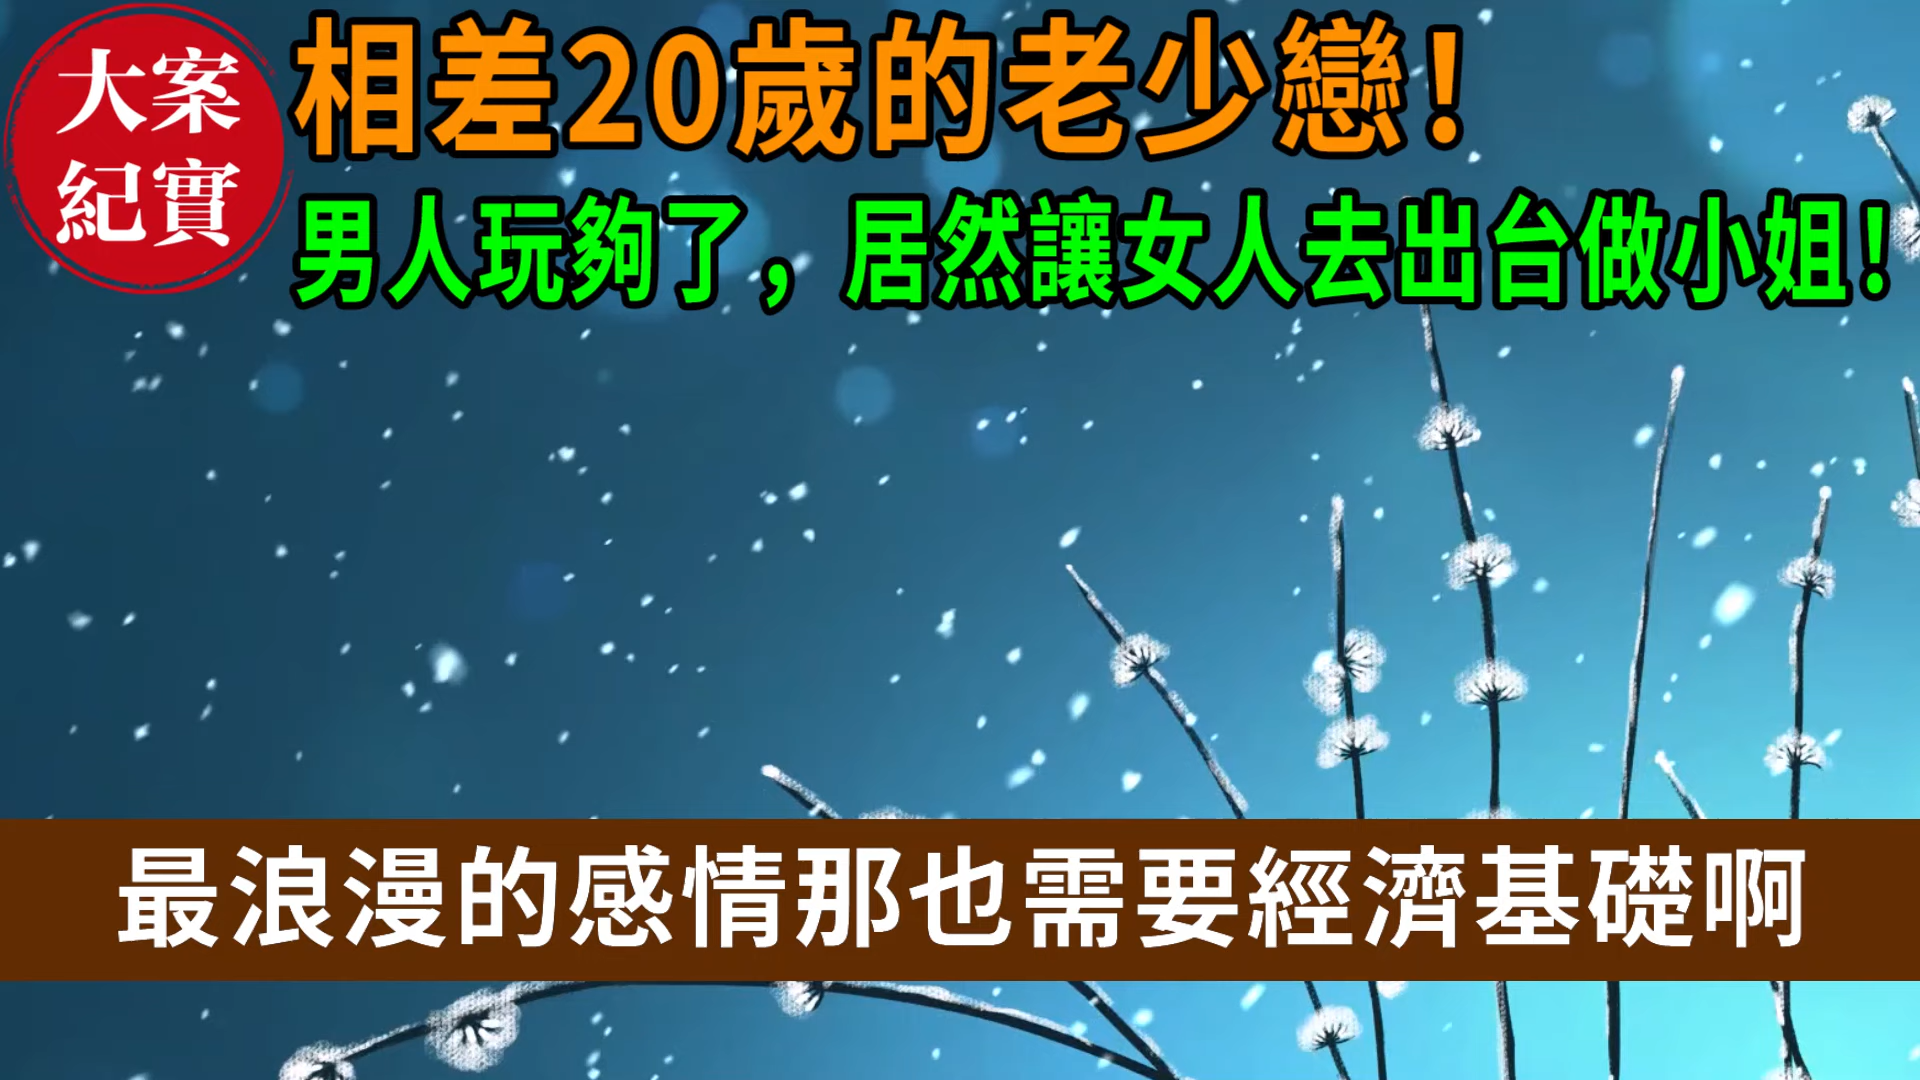 大案
紀實
相差20歲的老少戀！
男人玩夠了，居然讓女人去出台做小姐！
最浪漫的感情那也需要經濟基礎啊